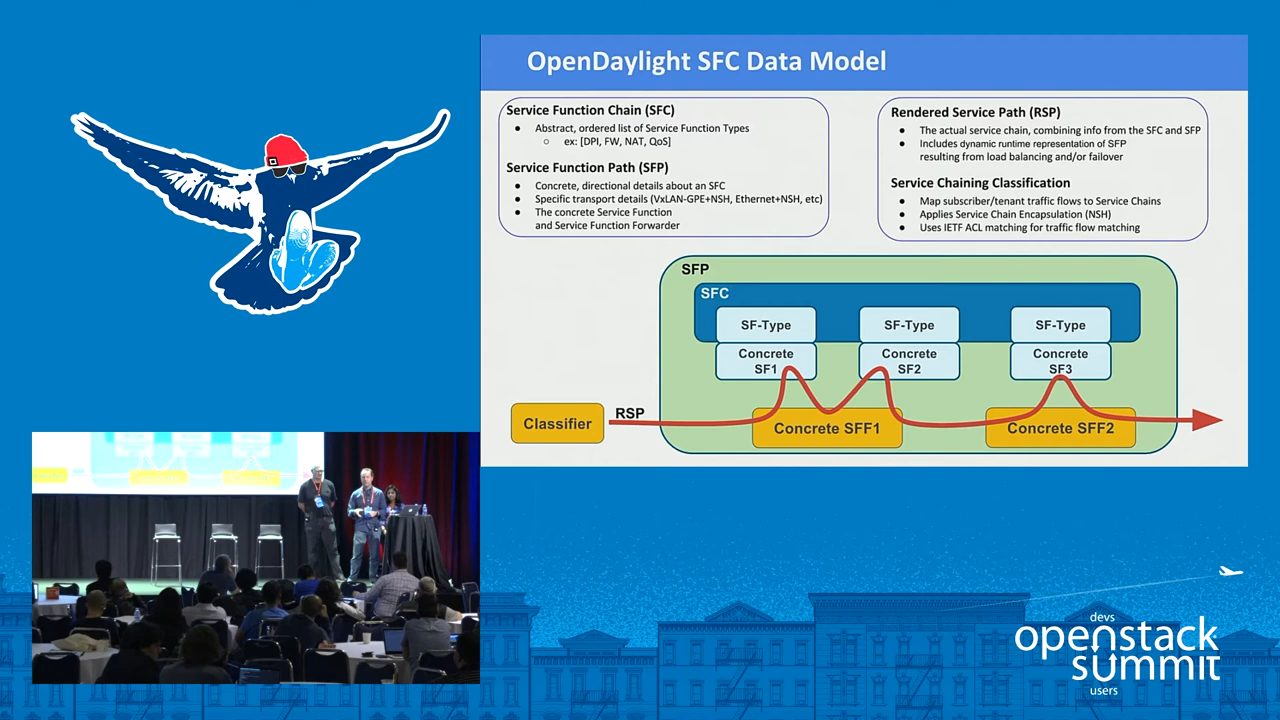 OpenDaylight SFC Data Model
Service Function Chain (SFC)
● Abstract, ordered list of Service Function Types
○ ex: [DPI, FW, NAT, QoS]
Service Function Path (SFP)
● Concrete, directional details about an SFC
● Specific transport details (VxLAN-GPE+NSH, Ethernet+NSH, etc)
● The concrete Service Function
and Service Function Forwarder
Rendered Service Path (RSP)
● The actual service chain, combining info from the SFC and SFP
● Includes dynamic runtime representation of SFP
resulting from load balancing and/or failover
Service Chaining Classification
● Map subscriber/tenant traffic flows to Service Chains
● Applies Service Chain Encapsulation (NSH)
● Uses IETF ACL matching for traffic flow matching
SFP
SFC
SF-Type
SF-Type
SF-Type
Concrete
SF1
Concrete
SF2
Concrete
SF3
Classifier
RSP
Concrete SFF1
Concrete SFF2
devs
openstack
summit
users